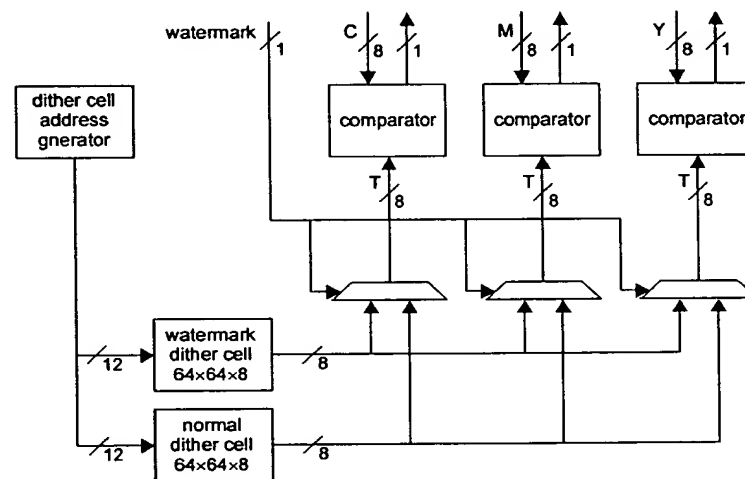 watermark 1 C 8 1 M 8 1 Y 8 1
dither cell
address
gnerator
comparator comparator comparator
T 8 T 8 T 8
watermark
dither cell
64×64×8
12 8
normal
dither cell
64×64×8
12 8